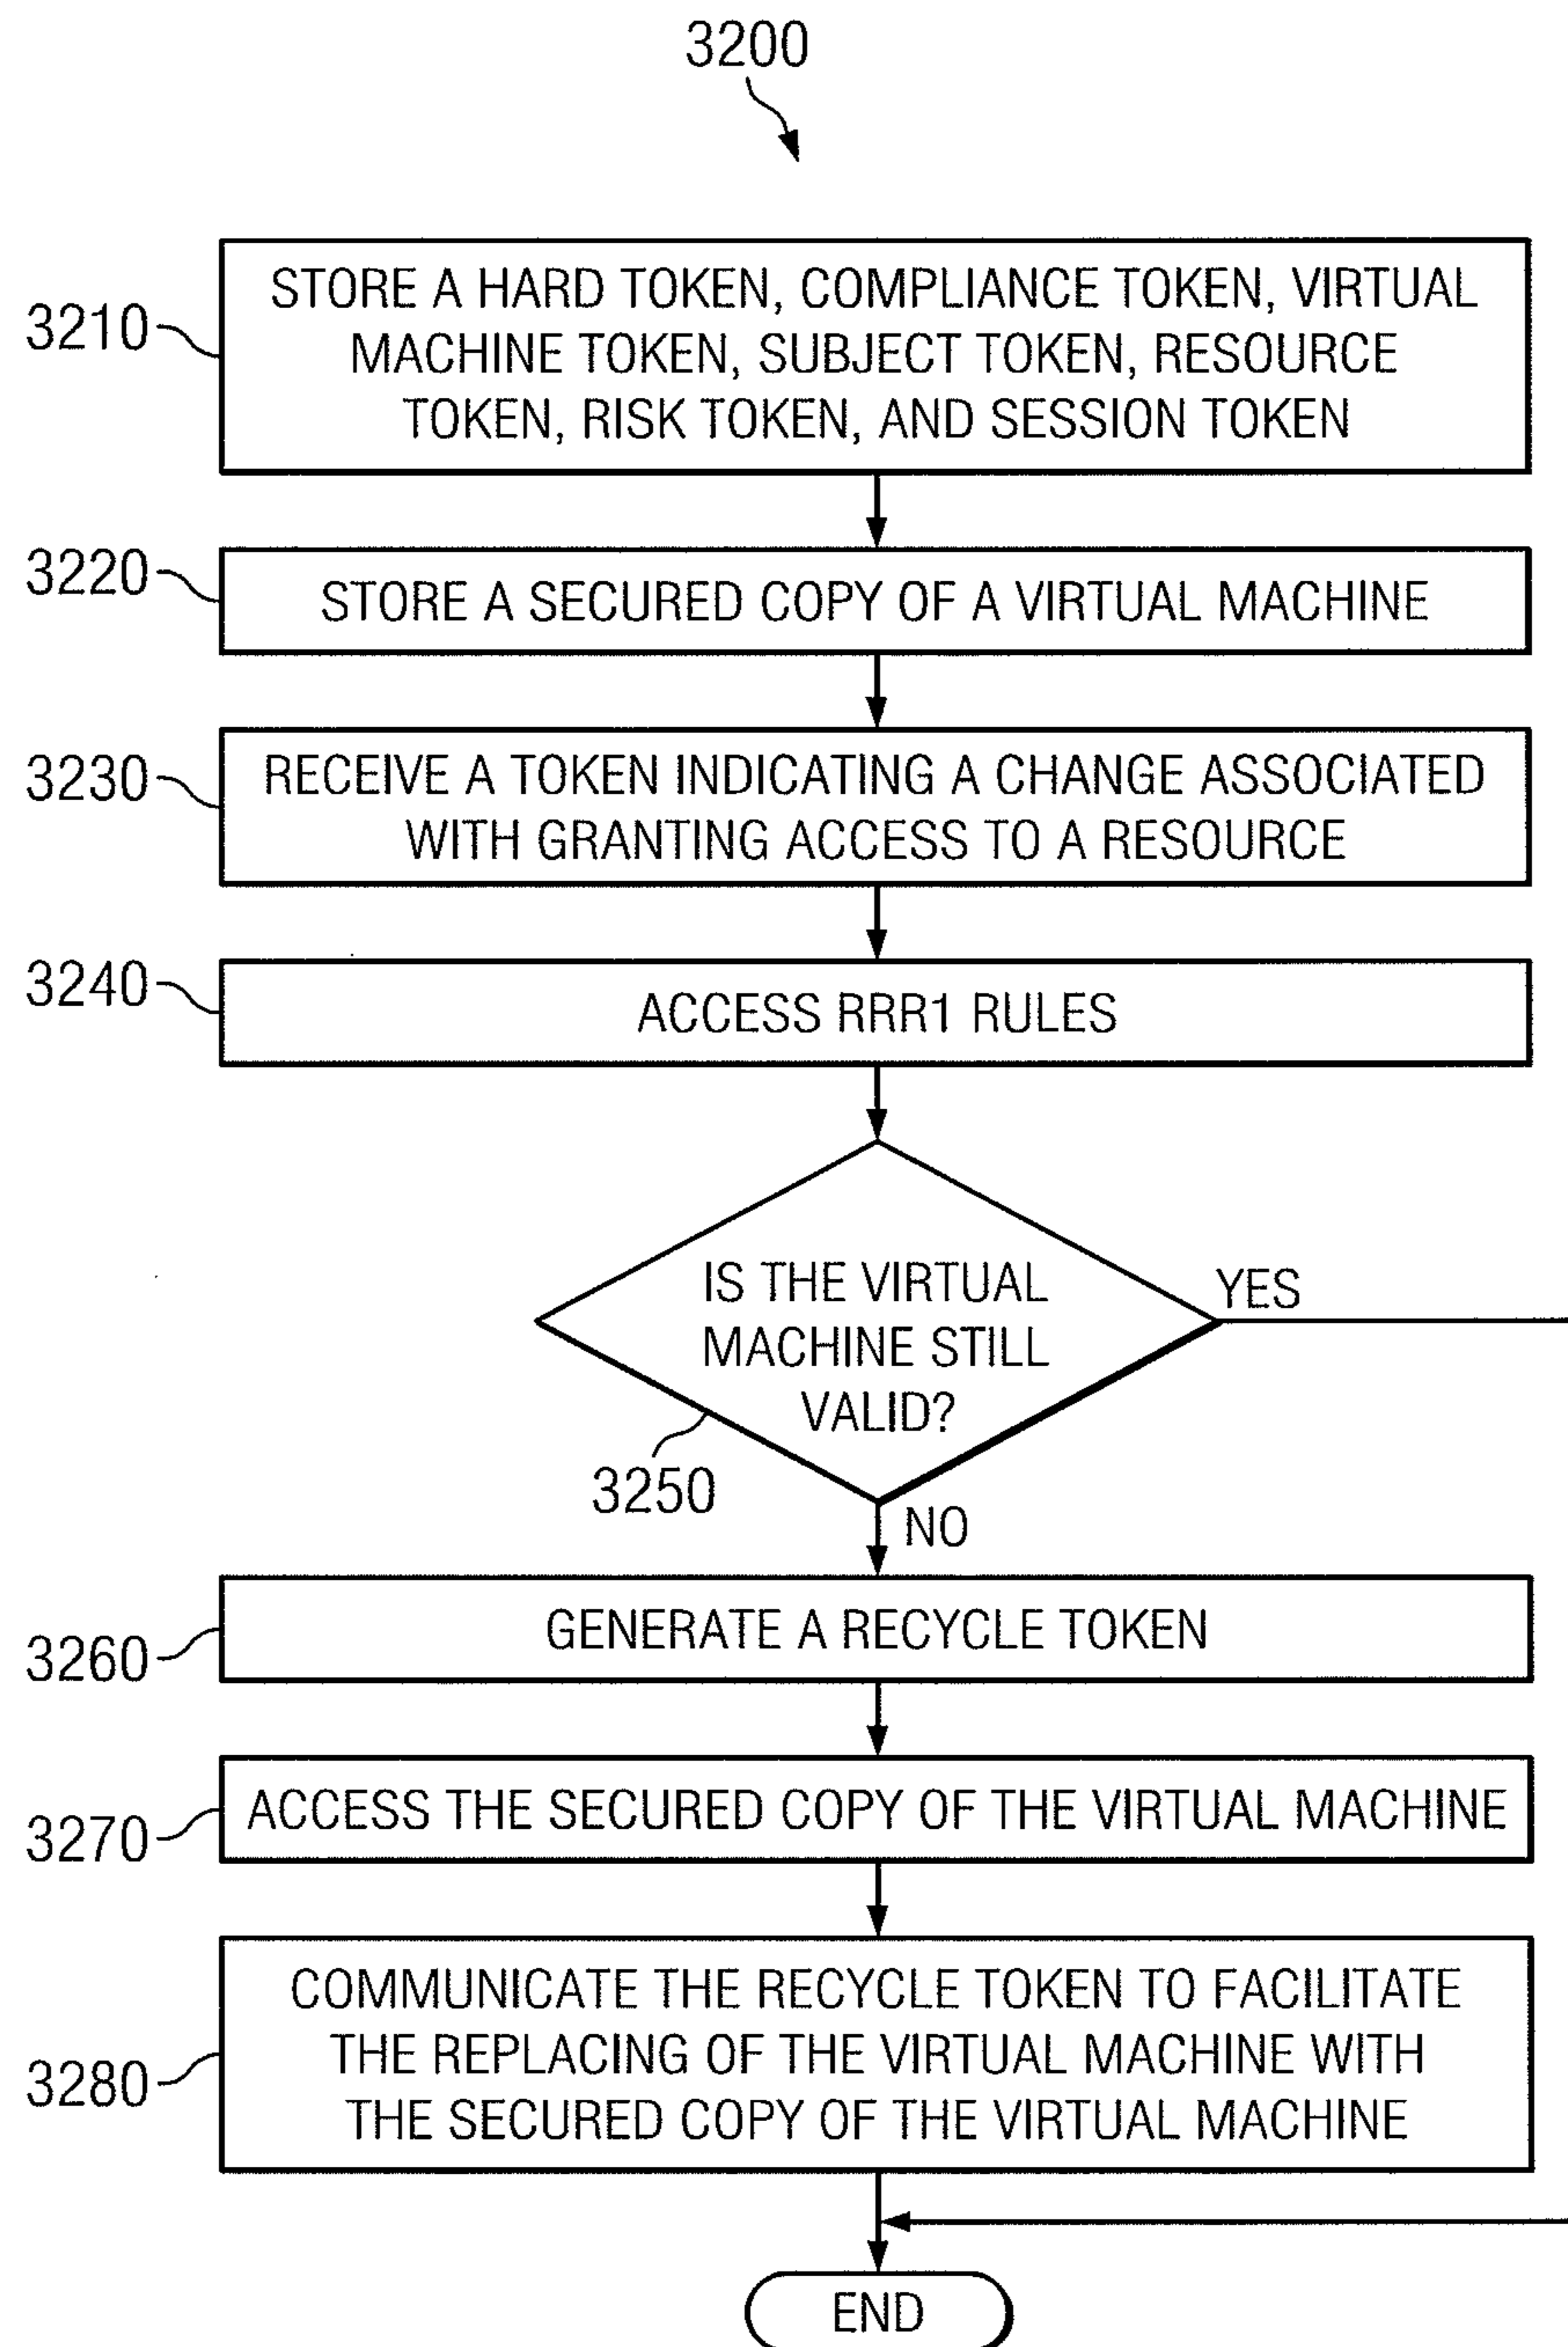 3200
3210
STORE A HARD TOKEN, COMPLIANCE TOKEN, VIRTUAL
MACHINE TOKEN, SUBJECT TOKEN, RESOURCE
TOKEN, RISK TOKEN, AND SESSION TOKEN
3220
STORE A SECURED COPY OF A VIRTUAL MACHINE
3230
RECEIVE A TOKEN INDICATING A CHANGE ASSOCIATED
WITH GRANTING ACCESS TO A RESOURCE
3240
ACCESS RRR1 RULES
IS THE VIRTUAL
MACHINE STILL
VALID?
YES
3250
NO
3260
GENERATE A RECYCLE TOKEN
3270
ACCESS THE SECURED COPY OF THE VIRTUAL MACHINE
3280
COMMUNICATE THE RECYCLE TOKEN TO FACILITATE
THE REPLACING OF THE VIRTUAL MACHINE WITH
THE SECURED COPY OF THE VIRTUAL MACHINE
END